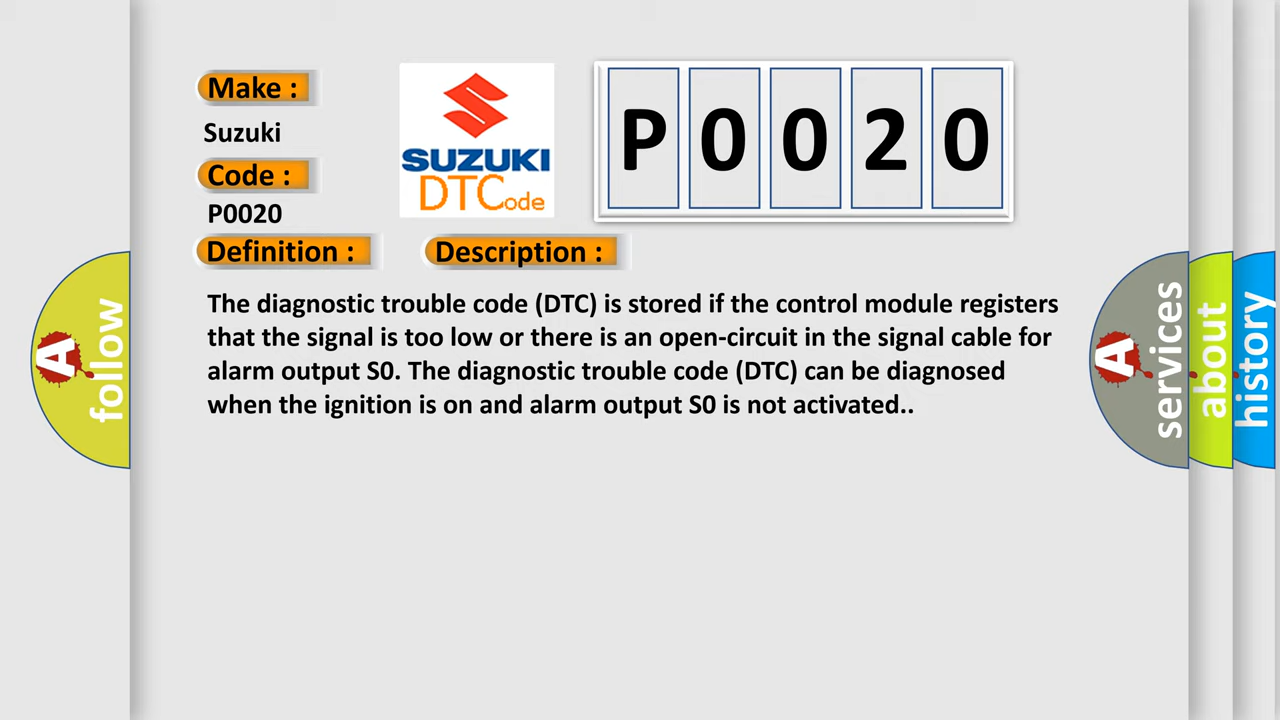 Make :
Suzuki
Code :
P0020
SUZUKI
DTCode
P0020
Definition :
Description :
The diagnostic trouble code (DTC) is stored if the control module registers
that the signal is too low or there is an open-circuit in the signal cable for
alarm output S0. The diagnostic trouble code (DTC) can be diagnosed
when the ignition is on and alarm output S0 is not activated..
A
follow
A
services
about
history